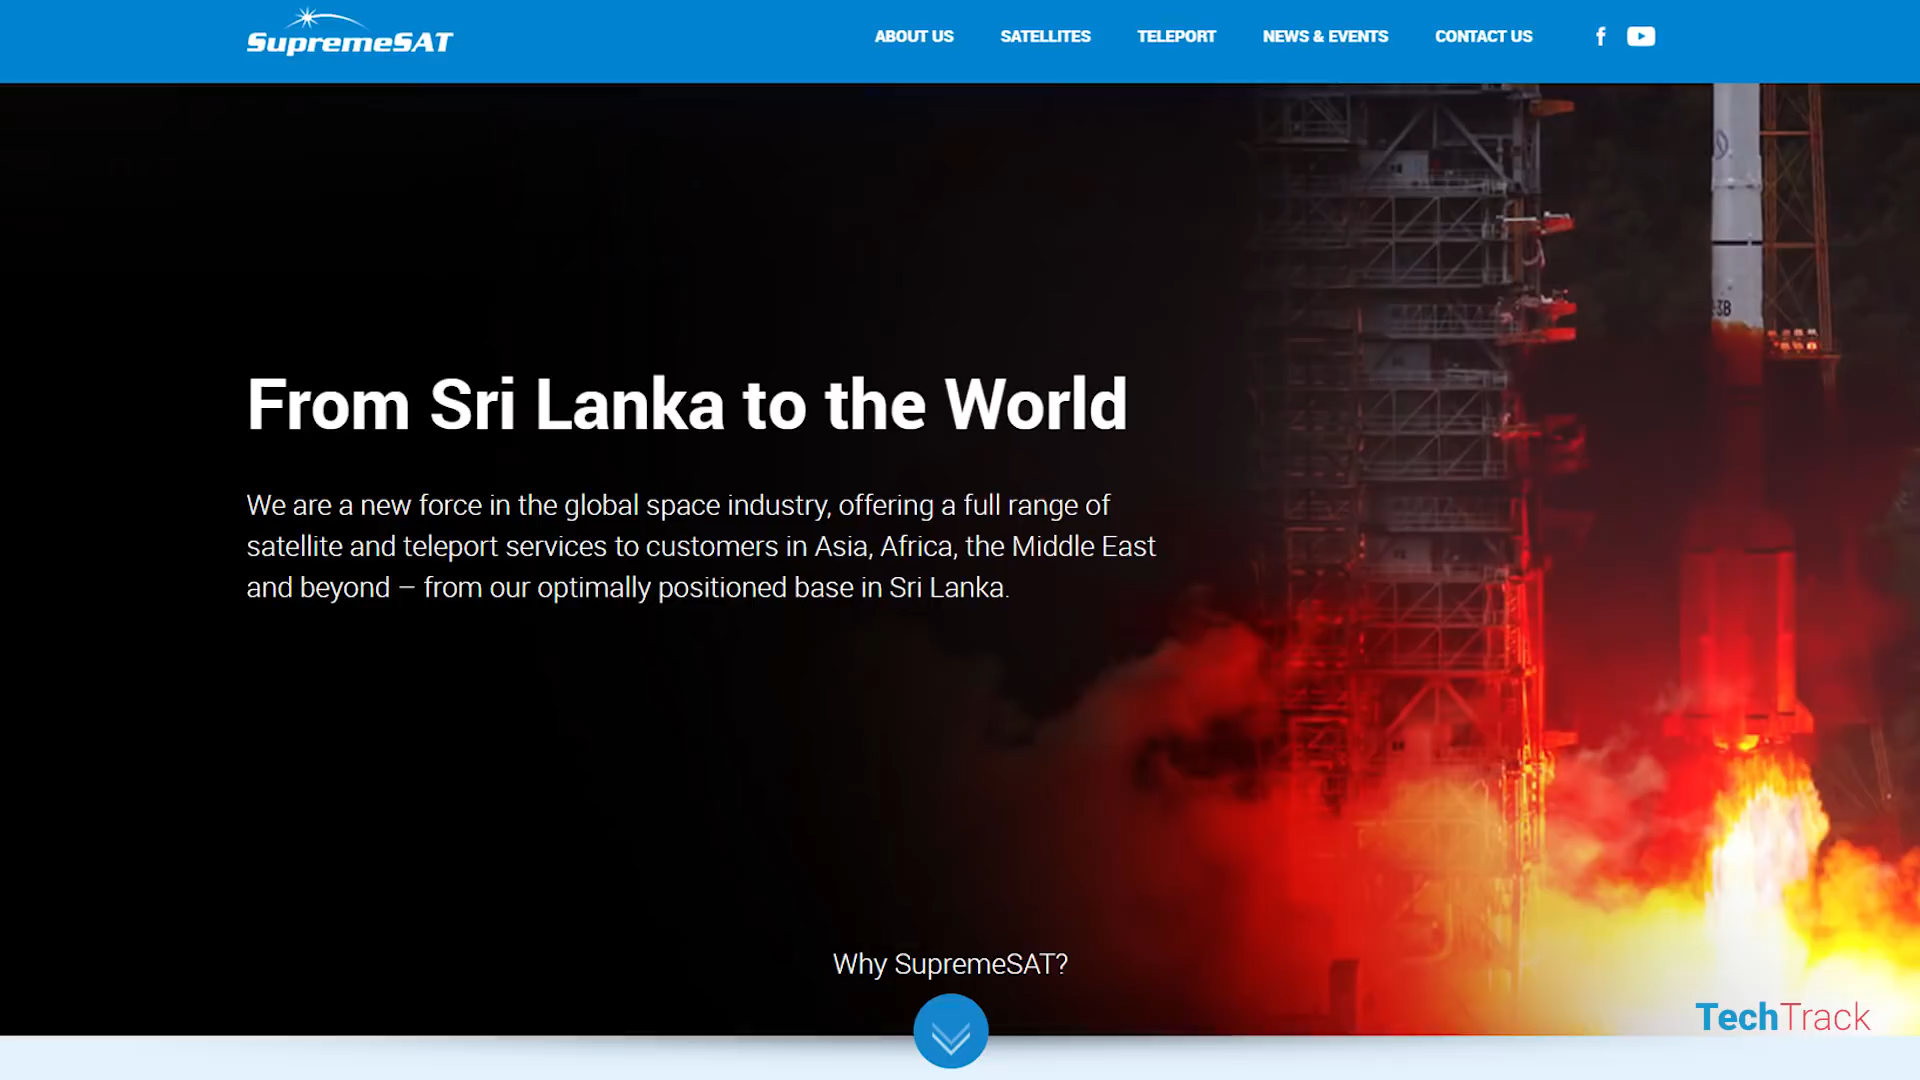 SupremeSAT
ABOUT US
SATELLITES
TELEPORT
NEWS & EVENTS
CONTACT US
From Sri Lanka to the World
We are a new force in the global space industry, offering a full range of
satellite and teleport services to customers in Asia, Africa, the Middle East
and beyond – from our optimally positioned base in Sri Lanka.
-3B
Why SupremeSAT?
TechTrack